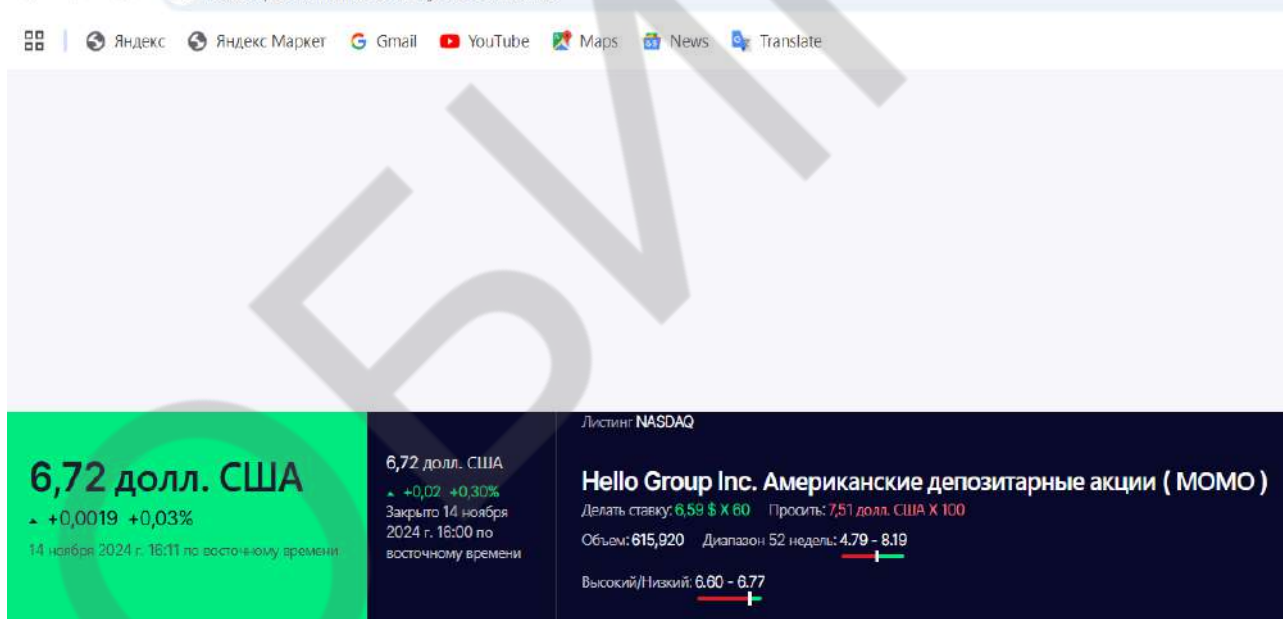 Яндекс Яндекс Маркет Gmail YouTube Maps News Translate
Листинг NASDAQ
6,72 долл. США
+0,0019 +0,03%
14 ноября 2024 г. 16:11 по восточному времени
6,72 долл. США
+0,02 +0,30%
Закрыто 14 ноября
2024 г. 16:00 по
восточному времени
Hello Group Inc. Американские депозитарные акции ( MOMO )
Делать ставку: 6,59 $ X 60 Просить: 7,51 долл. США X 100
Объем: 615,920 Диапазон 52 недель: 4.79 - 8.19
Высокий/Низкий: 6.60 - 6.77